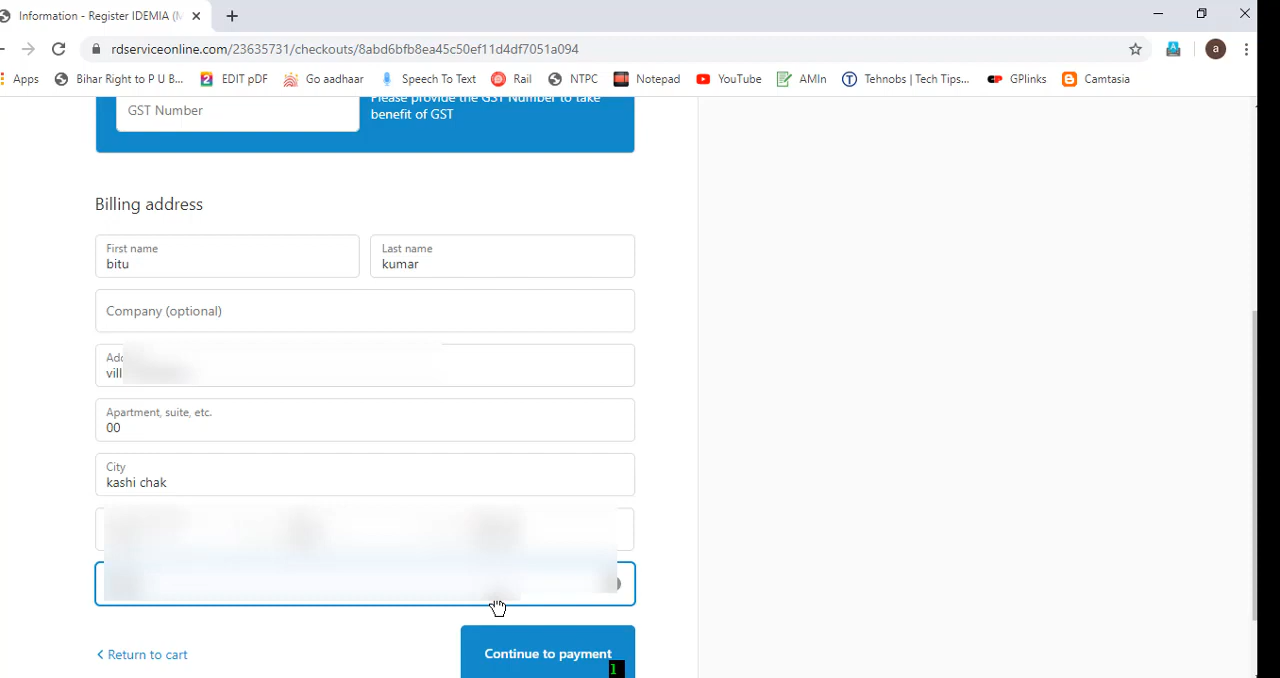 Information - Register IDEMIA (M
rdserviceonline.com/23635731/checkouts/8abd6bfb8ea45c50ef11d4df7051a094
a
Apps
Bihar Right to P U B...
EDIT pDF
Go aadhaar
Speech To Text
Rail
NTPC
Notepad
YouTube
AMIn
Tehnobs | Tech Tips...
GPlinks
Camtasia
GST Number
Please provide the GST Number to take
benefit of GST
Billing address
First name
bitu
Last name
kumar
Company (optional)
vill
Apartment, suite, etc.
00
City
kashi chak
Return to cart
Continue to payment
1